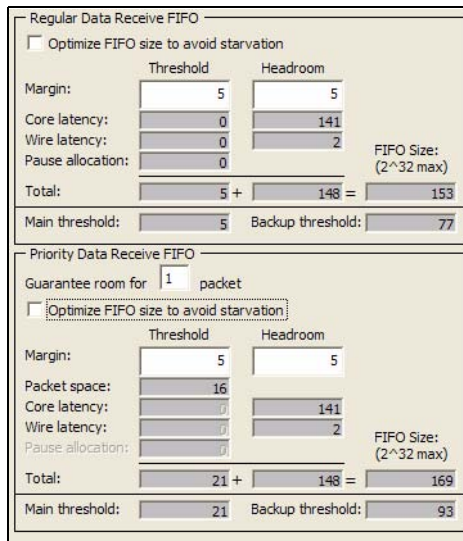 Regular Data Receive FIFO
Optimize FIFO size to avoid starvation
Threshold Headroom
Margin: 5 5
Core latency: 0 141
Wire latency: 0 2 FIFO Size:
Pause allocation: 0 (2^32 max)
Total: 5 + 148 = 153
Main threshold: 5 Backup threshold: 77
Priority Data Receive FIFO
Guarantee room for 1 packet
Optimize FIFO size to avoid starvation
Threshold Headroom
Margin: 5 5
Packet space: 16
Core latency: 0 141
Wire latency: 0 2 FIFO Size:
Pause allocation: 0 (2^32 max)
Total: 21 + 148 = 169
Main threshold: 21 Backup threshold: 93